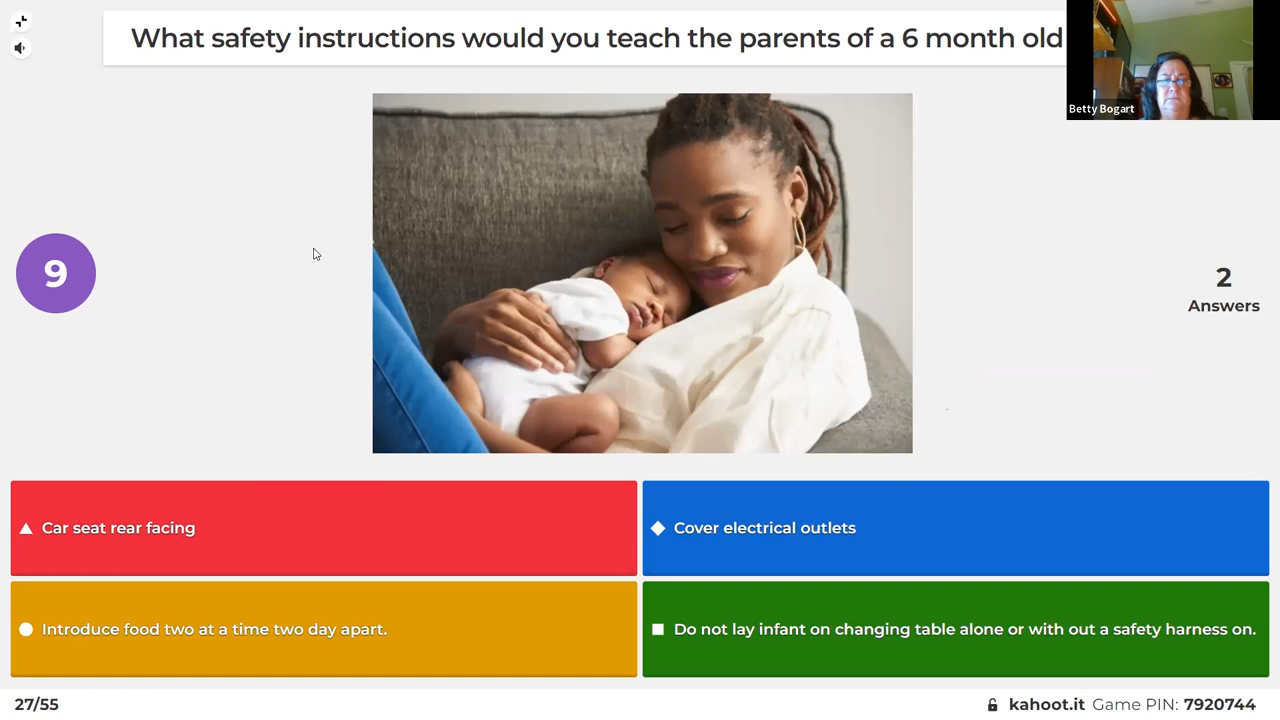 What safety instructions would you teach the parents of a 6 month old
Betty Bogart
9
2
Answers
Car seat rear facing
Cover electrical outlets
Introduce food two at a time two day apart.
Do not lay infant on changing table alone or with out a safety harness on.
27/55
kahoot.it Game PIN: 7920744